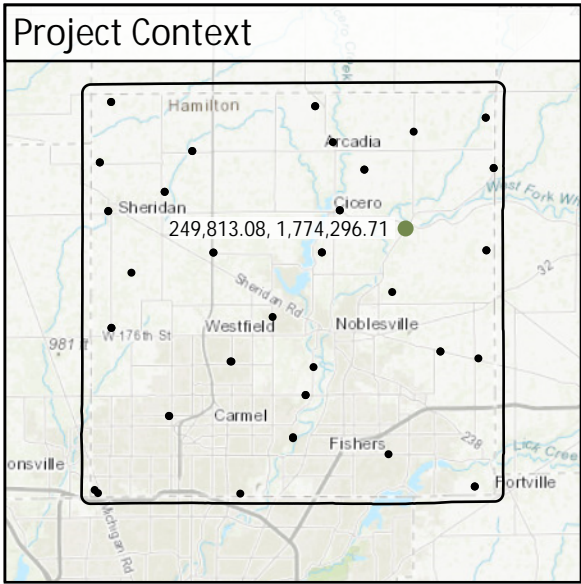 Project Context
Hamilton
Arcadia
Cicero
West Fork Wh
Sheridan
249,813.08, 1,774,296.71
32
Sheridan Rd
Westfield
Noblesville
W 176th St
981 ft
Carmel
Fishers
238
Lick Cree
onsville
Fortville
Michigan Rd